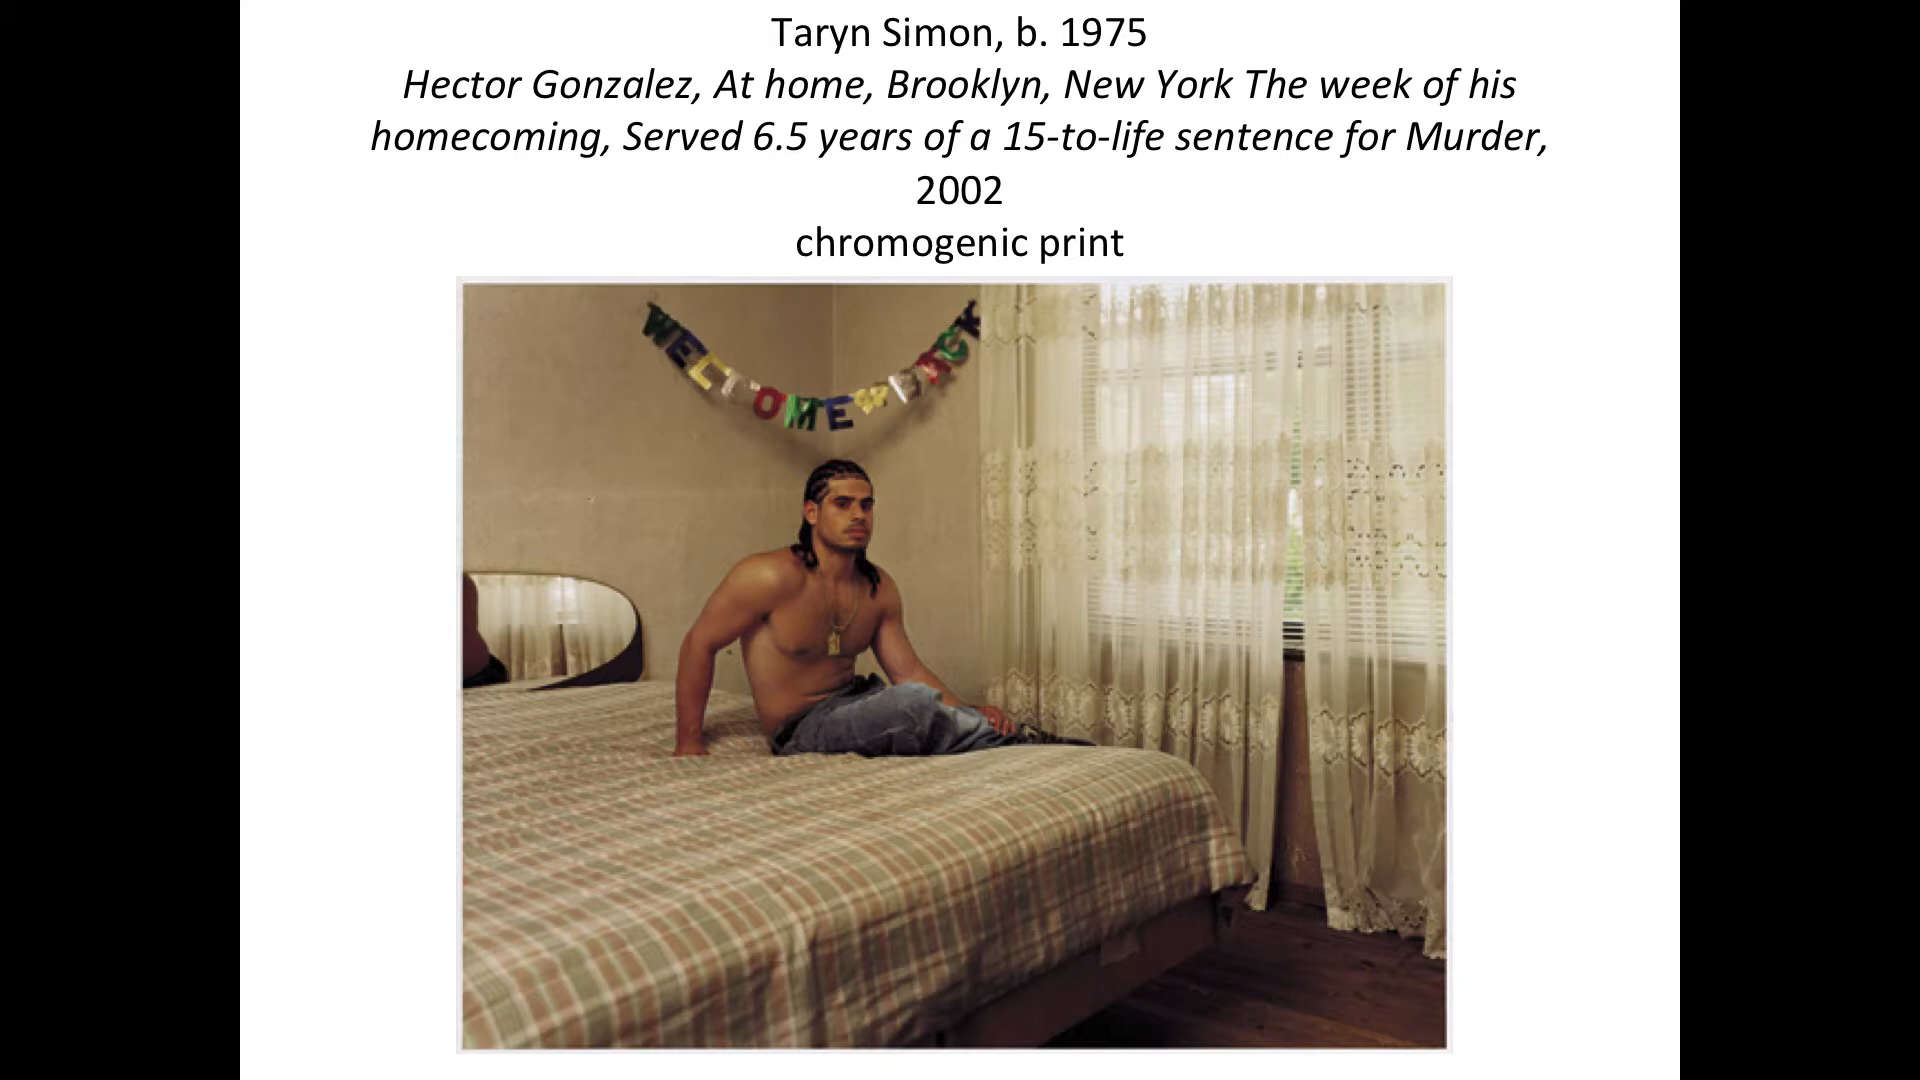 Taryn Simon, b. 1975
Hector Gonzalez, At home, Brooklyn, New York The week of his
homecoming, Served 6.5 years of a 15-to-life sentence for Murder,
2002
chromogenic print
WELCOME BACK